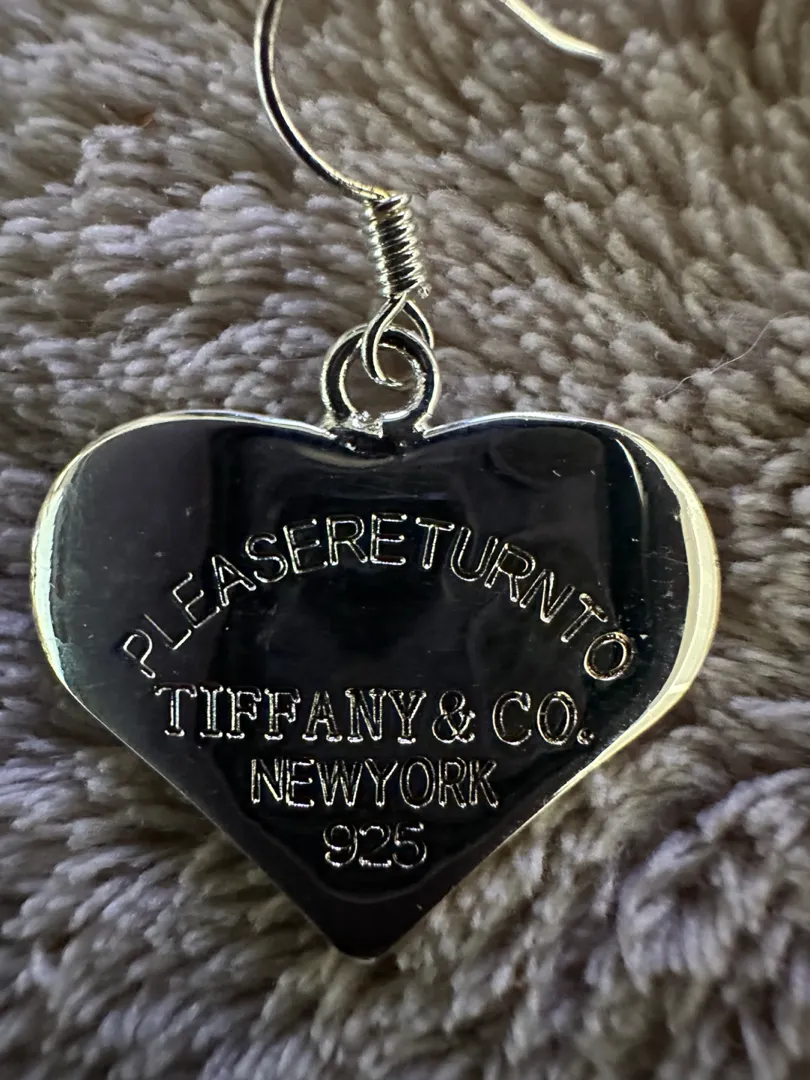 PLEASERETURNTO
TIFFANY & CO.
NEWYORK
925